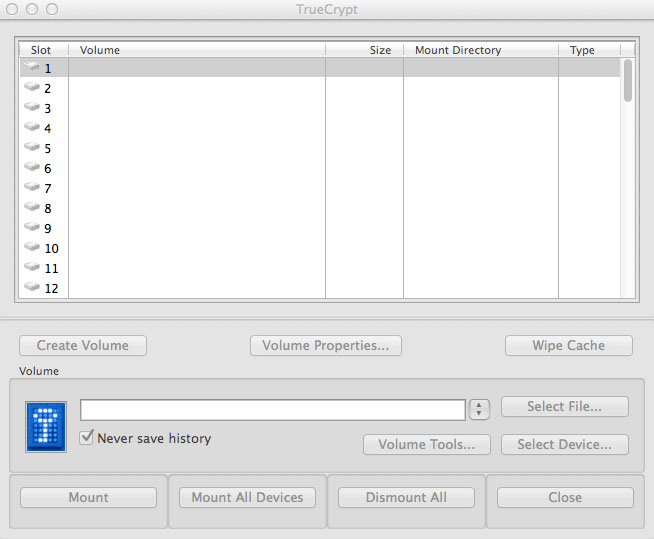 TrueCrypt
Slot Volume Size Mount Directory Type
1
2
3
4
5
6
7
8
9
10
11
12
Create Volume Volume Properties... Wipe Cache
Volume
Select File...
Never save history
Volume Tools... Select Device...
Mount Mount All Devices Dismount All Close